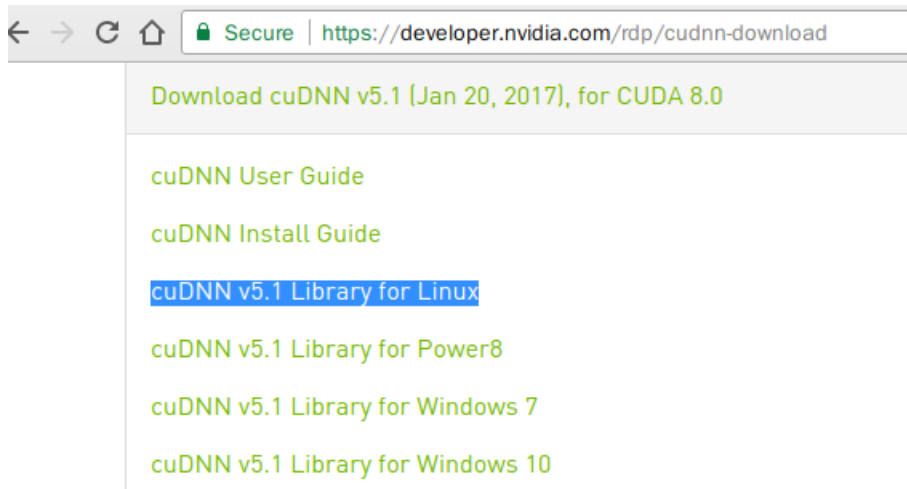 Secure | https://developer.nvidia.com/rdp/cudnn-download
Download cuDNN v5.1 (Jan 20, 2017), for CUDA 8.0
cuDNN User Guide
cuDNN Install Guide
cuDNN v5.1 Library for Linux
cuDNN v5.1 Library for Power8
cuDNN v5.1 Library for Windows 7
cuDNN v5.1 Library for Windows 10